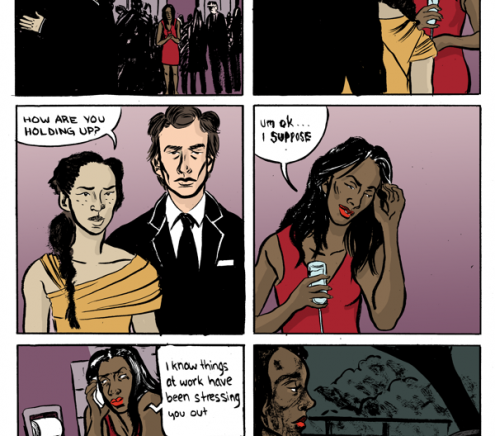 HOW ARE YOU
HOLDING UP?
um ok...
I SUPPOSE
I know things
at work have
been stressing
you out